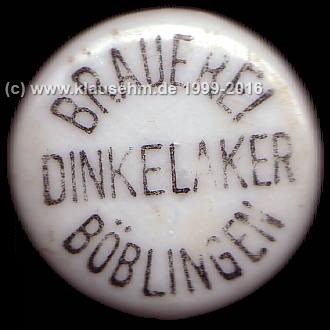 BRAUEREI
(c) www.klausehm.de 1999-2016
DINKELAKER
BÖBLINGEN